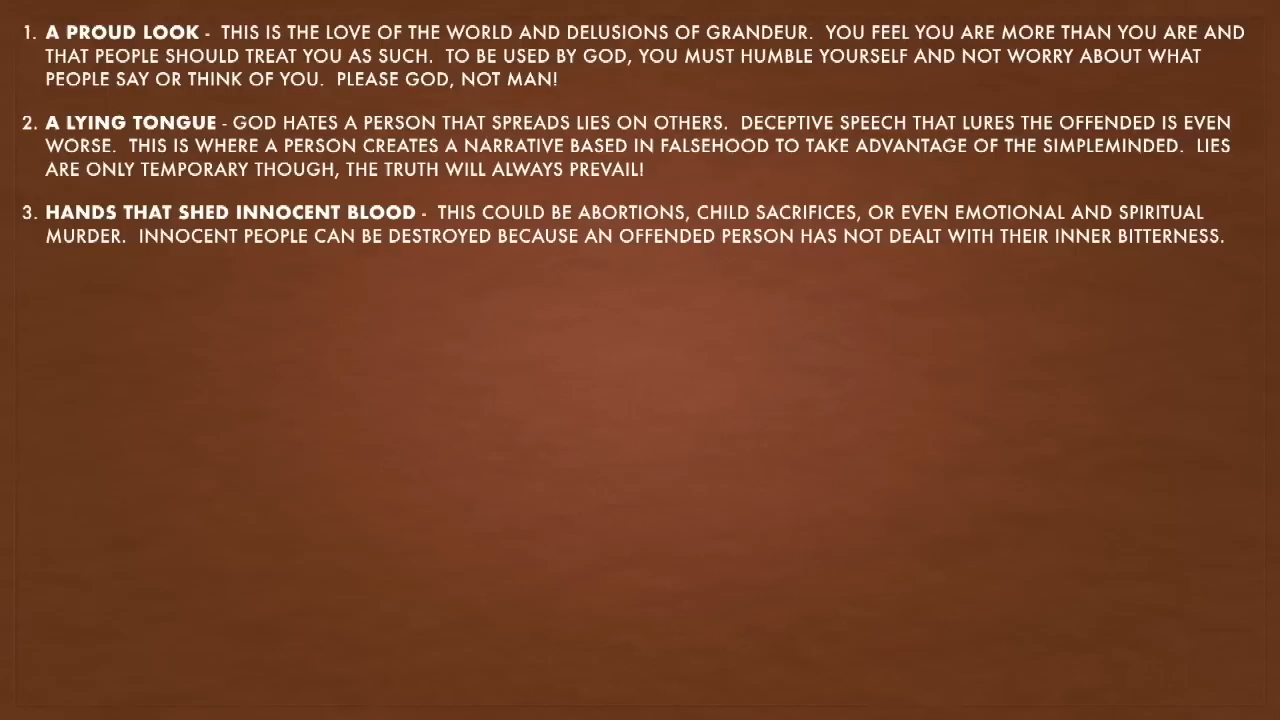 1. A PROUD LOOK - THIS IS THE LOVE OF THE WORLD AND DELUSIONS OF GRANDEUR. YOU FEEL YOU ARE MORE THAN YOU ARE AND
THAT PEOPLE SHOULD TREAT YOU AS SUCH. TO BE USED BY GOD, YOU MUST HUMBLE YOURSELF AND NOT WORRY ABOUT WHAT
PEOPLE SAY OR THINK OF YOU. PLEASE GOD, NOT MAN!
2. A LYING TONGUE - GOD HATES A PERSON THAT SPREADS LIES ON OTHERS. DECEPTIVE SPEECH THAT LURES THE OFFENDED IS EVEN
WORSE. THIS IS WHERE A PERSON CREATES A NARRATIVE BASED IN FALSEHOOD TO TAKE ADVANTAGE OF THE SIMPLEMINDED. LIES
ARE ONLY TEMPORARY THOUGH, THE TRUTH WILL ALWAYS PREVAIL!
3. HANDS THAT SHED INNOCENT BLOOD - THIS COULD BE ABORTIONS, CHILD SACRIFICES, OR EVEN EMOTIONAL AND SPIRITUAL
MURDER. INNOCENT PEOPLE CAN BE DESTROYED BECAUSE AN OFFENDED PERSON HAS NOT DEALT WITH THEIR INNER BITTERNESS.